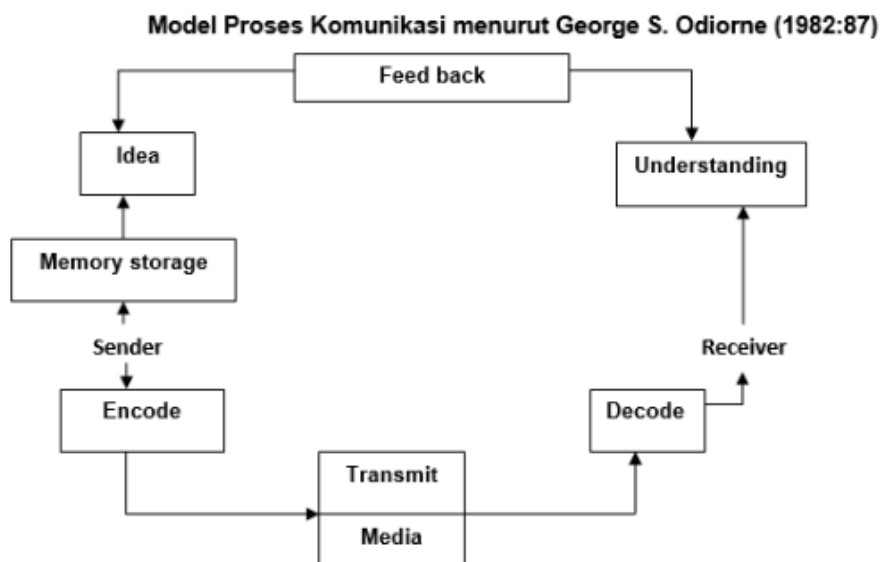 Model Proses Komunikasi menurut George S. Odiorne (1982:87)
Feed back
Idea
Understanding
Memory storage
Sender
Receiver
Encode
Decode
Transmit
Media